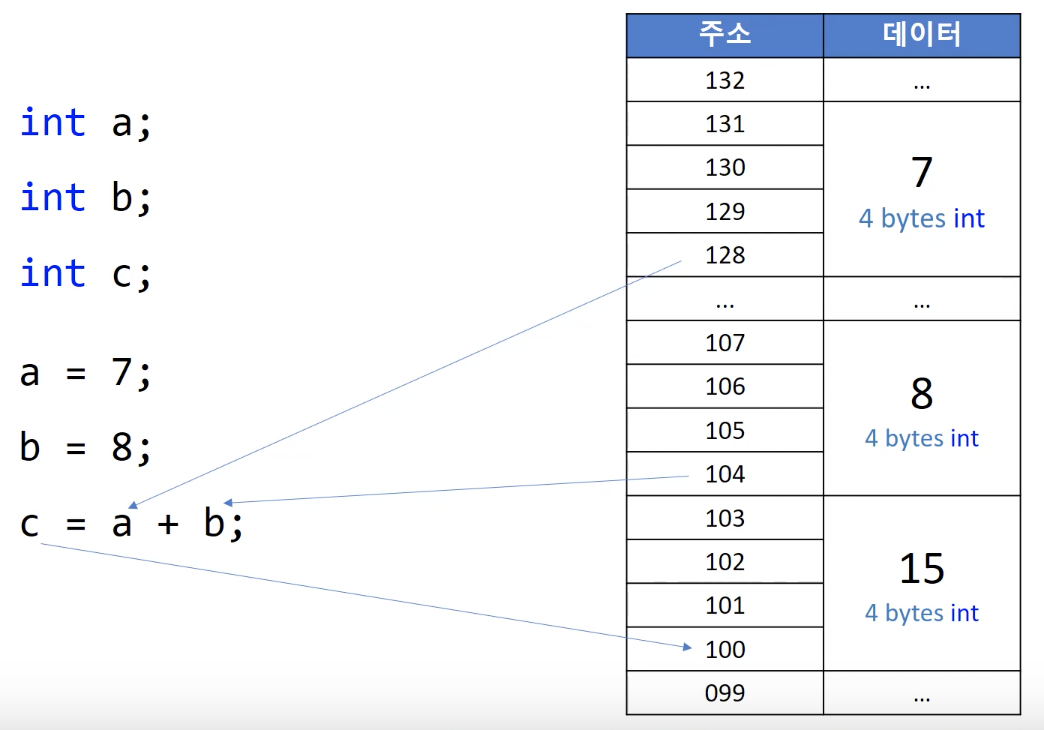 int a;
int b;
int c;
a = 7;
b = 8;
c = a + b;
주소 데이터
132 ...
131
130
129
128
7
4 bytes int
... ...
107
106
105
104
8
4 bytes int
103
102
101
100
15
4 bytes int
099 ...